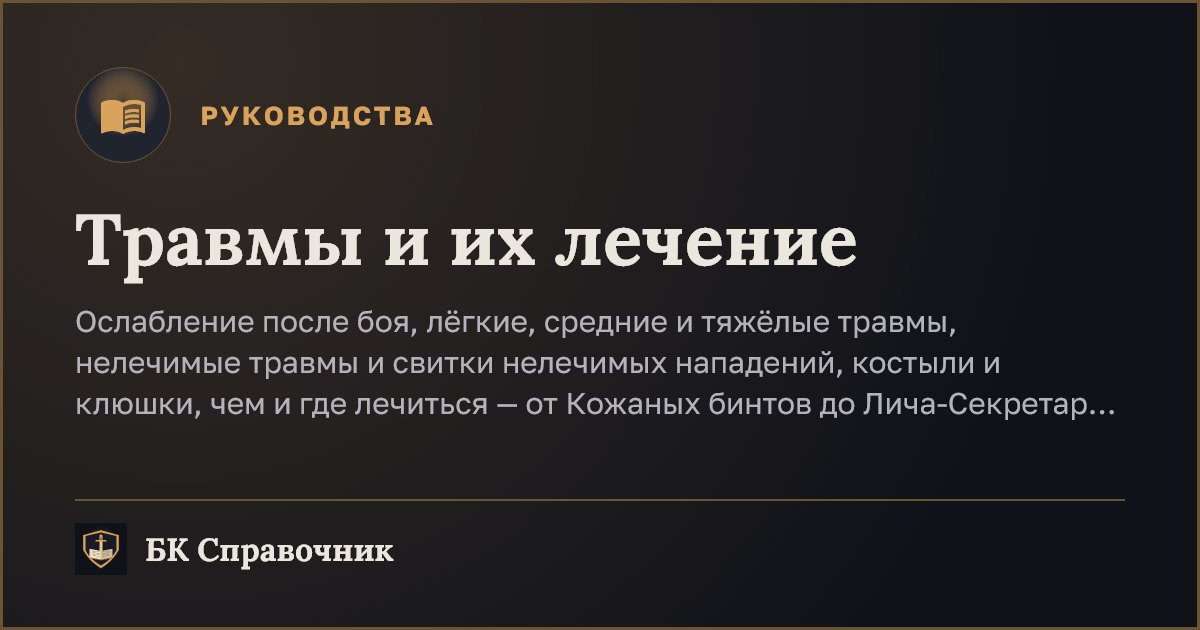 РУКОВОДСТВА
Травмы и их лечение
Ослабление после боя, лёгкие, средние и тяжёлые травмы,
нелечимые травмы и свитки нелечимых нападений, костыли и
клюшки, чем и где лечиться — от Кожаных бинтов до Лича-Секретар…
БК Справочник